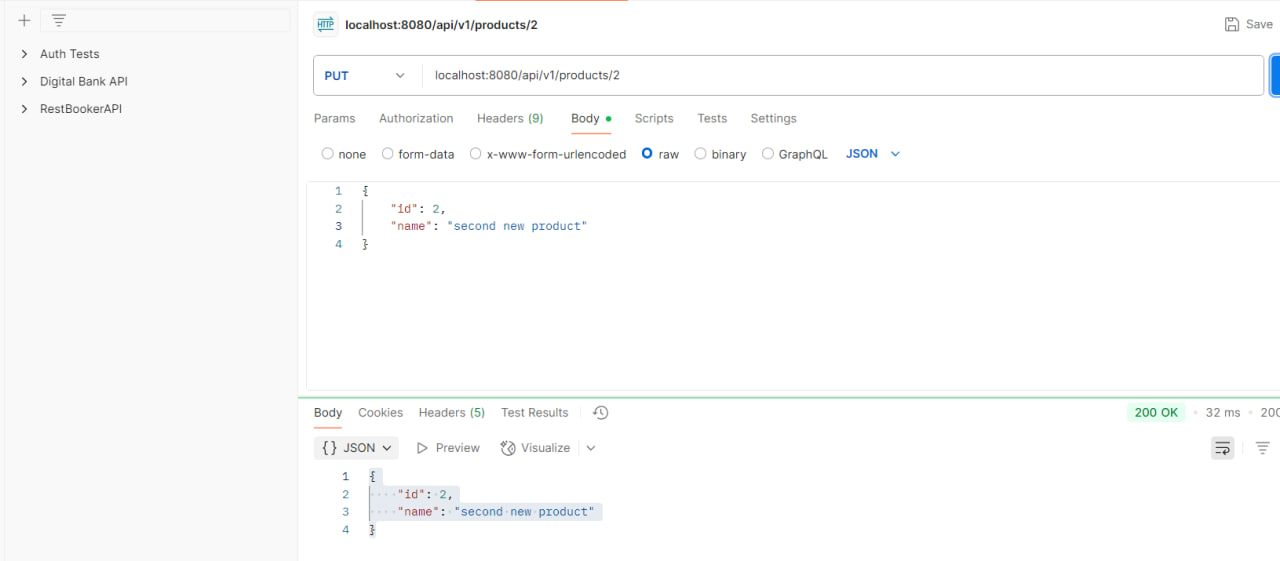 Auth Tests
Digital Bank API
RestBookerAPI
HTTP localhost:8080/api/v1/products/2
Save
PUT localhost:8080/api/v1/products/2
Params Authorization Headers (9) Body Scripts Tests Settings
none form-data x-www-form-urlencoded raw binary GraphQL JSON
1 {
2 "id": 2,
3 "name": "second new product"
4 }
Body Cookies Headers (5) Test Results
200 OK • 32 ms • 200
{} JSON Preview Visualize
1 {
2 "id": 2,
3 "name": "second new product"
4 }